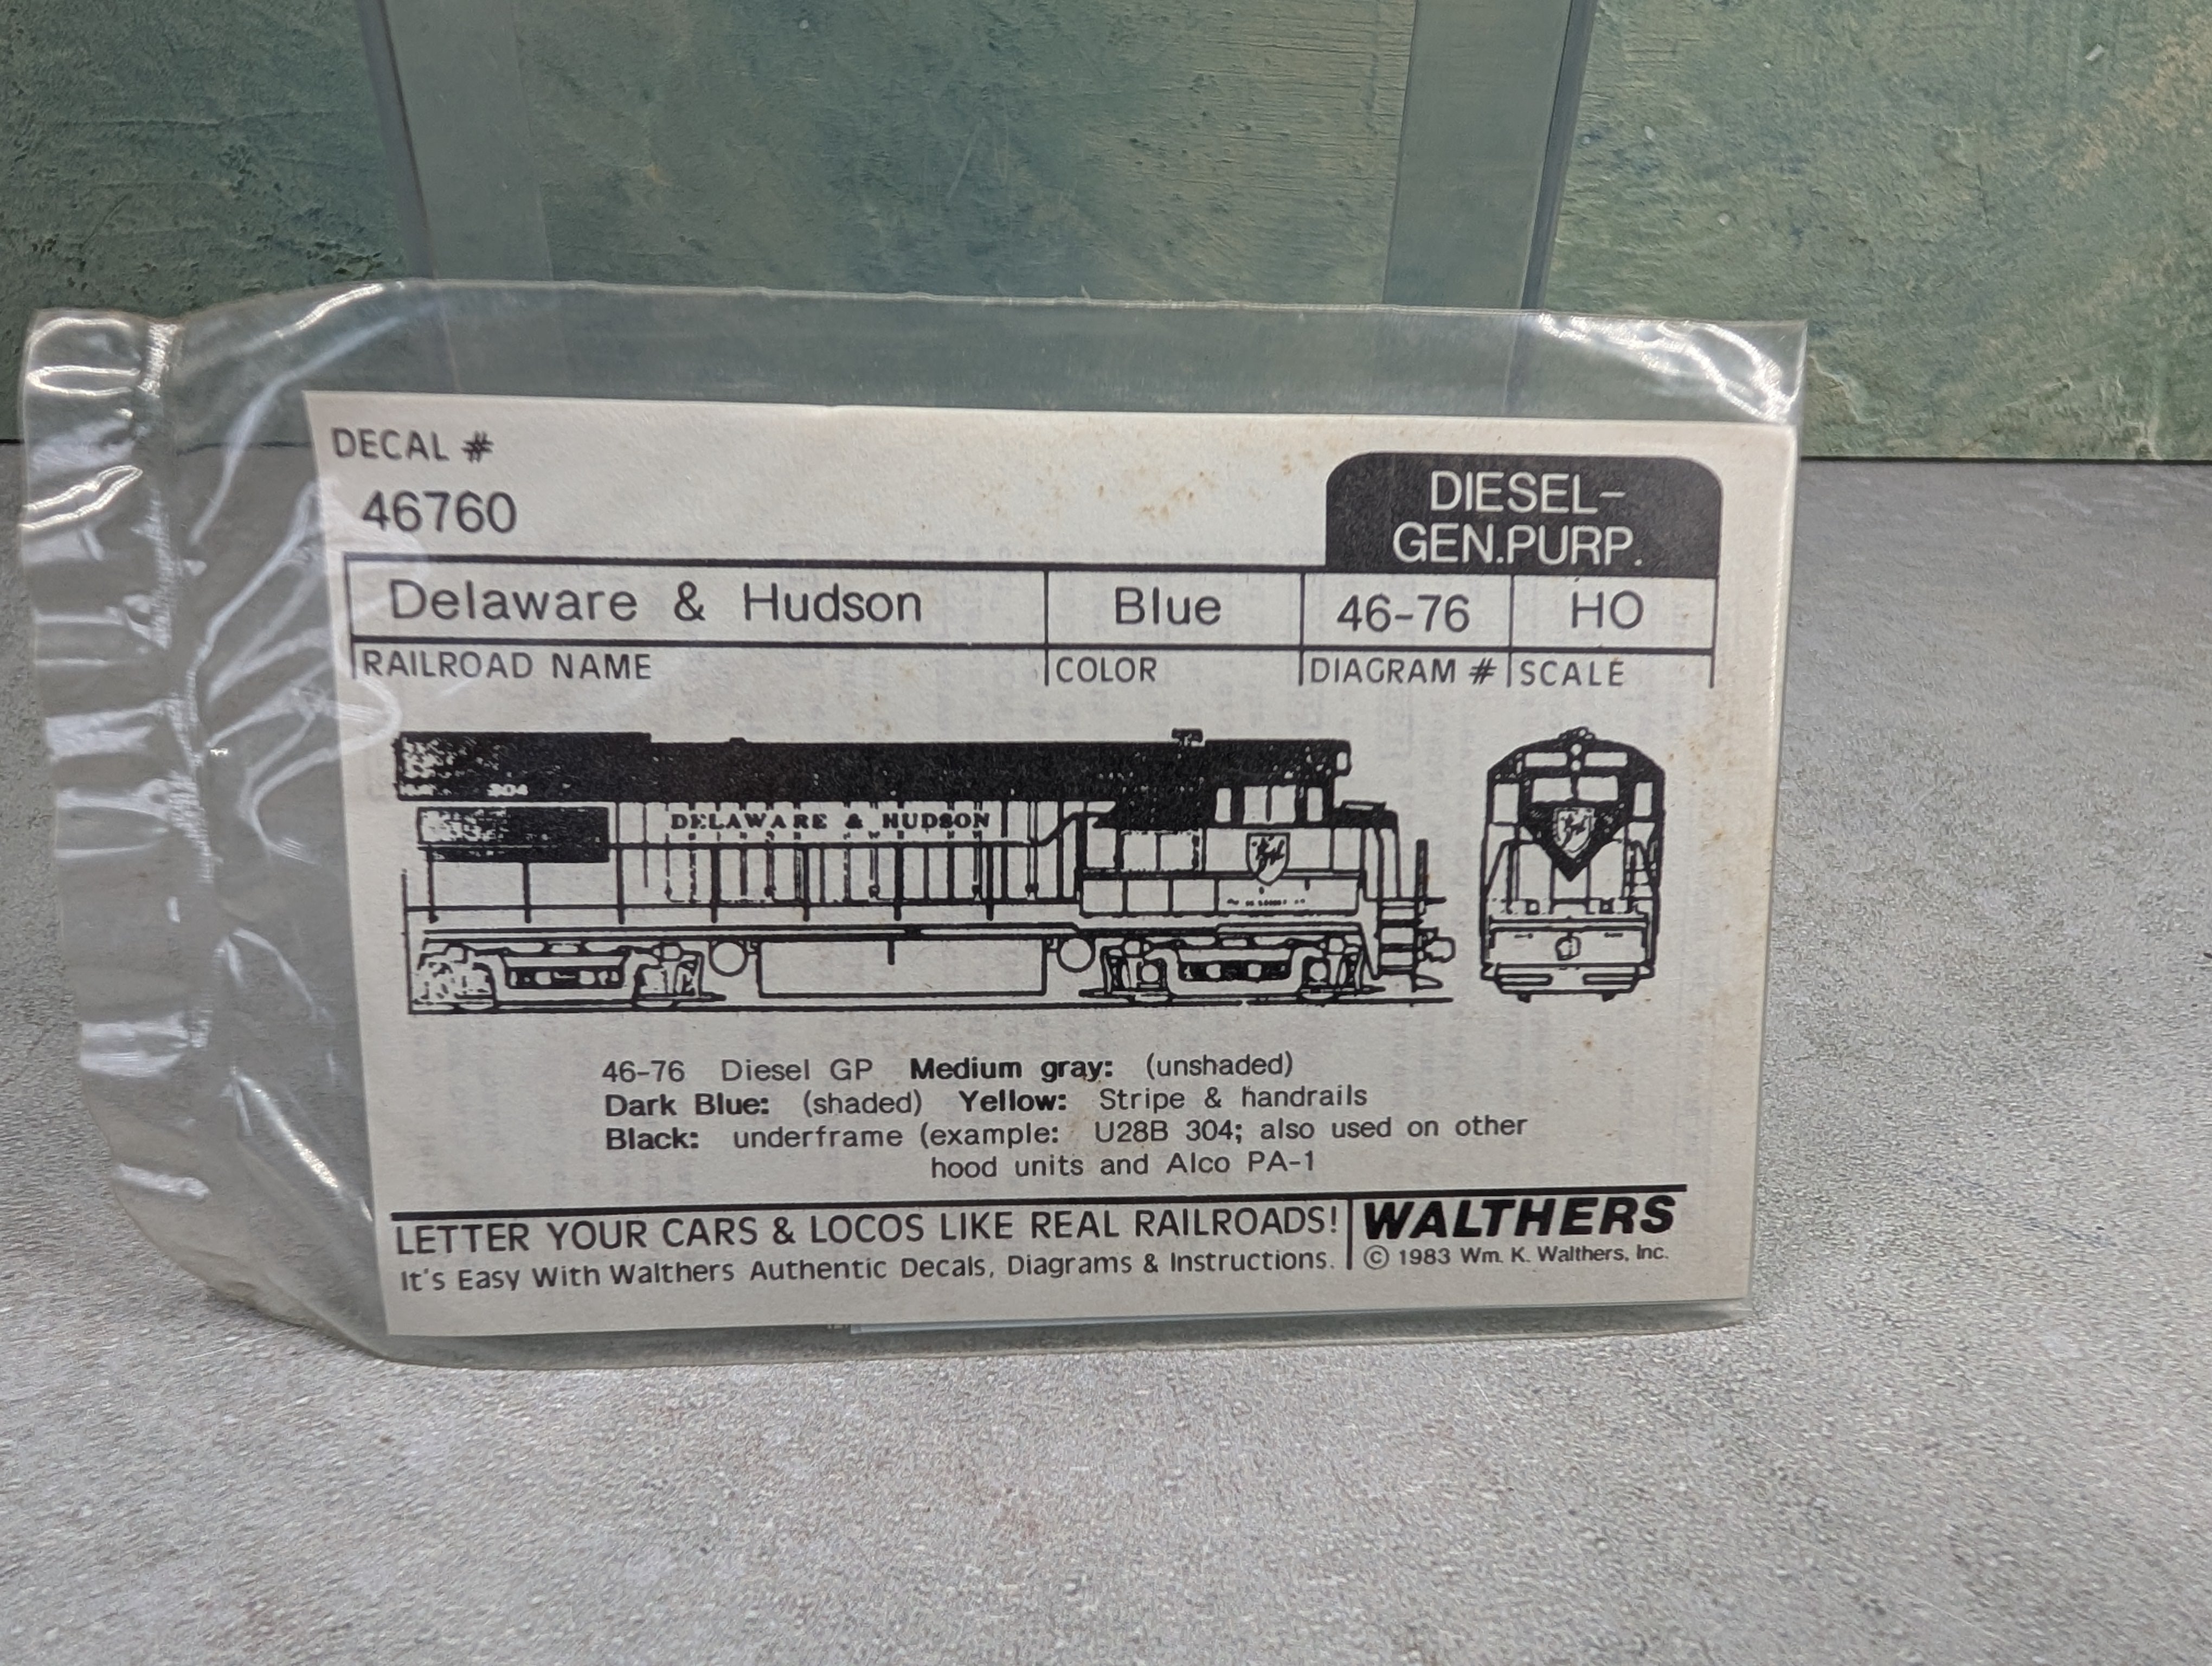 DECAL #
46760
DIESEL-
GEN.PURP.
Delaware & Hudson Blue 46-76 HO
RAILROAD NAME COLOR DIAGRAM # SCALE
304
DELAWARE & HUDSON
46-76 Diesel GP Medium gray: (unshaded)
Dark Blue: (shaded) Yellow: Stripe & handrails
Black: underframe (example: U28B 304; also used on other
hood units and Alco PA-1
LETTER YOUR CARS & LOCOS LIKE REAL RAILROADS!
It's Easy With Walthers Authentic Decals, Diagrams & Instructions.
WALTHERS
© 1983 Wm. K. Walthers, Inc.